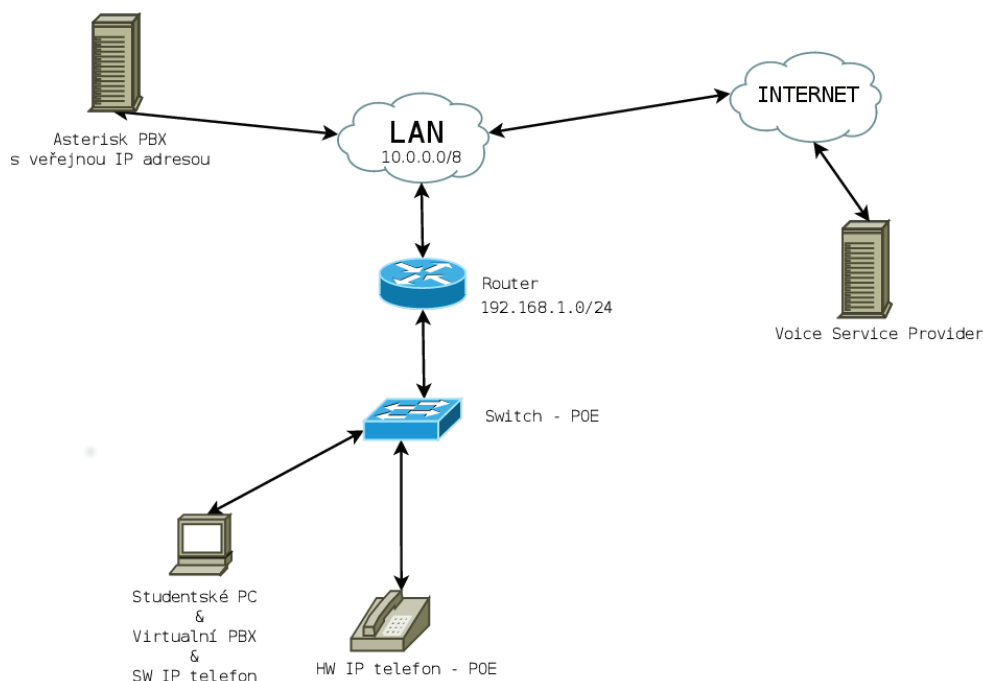 Asterisk PBX
s veřejnou IP adresou
LAN
10.0.0.0/8
INTERNET
Router
192.168.1.0/24
Voice Service Provider
Switch - POE
Studentské PC
&
Virtualní PBX
&
SW IP telefon
HW IP telefon - POE